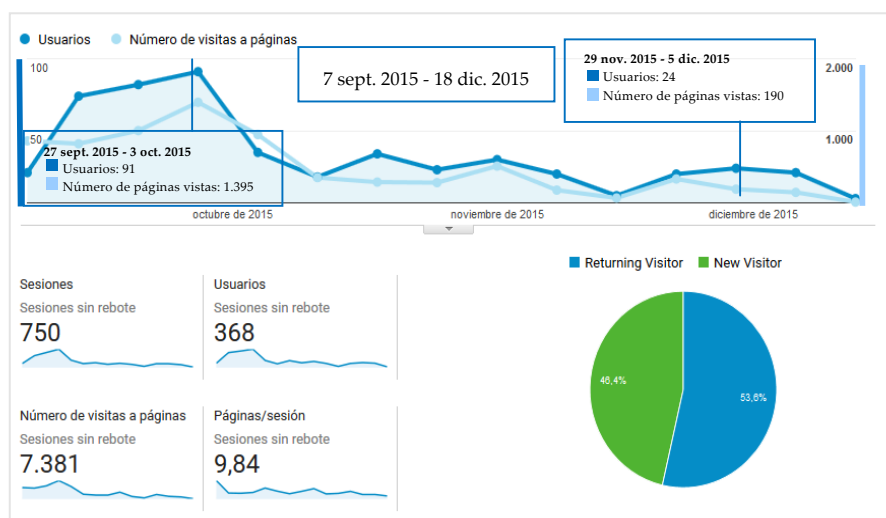 Usuarios Número de visitas a páginas
7 sept. 2015 - 18 dic. 2015
29 nov. 2015 - 5 dic. 2015
Usuarios: 24
Número de páginas vistas: 190
100
2.000
50
1.000
27 sept. 2015 - 3 oct. 2015
Usuarios: 91
Número de páginas vistas: 1.395
octubre de 2015 noviembre de 2015 diciembre de 2015
Returning Visitor New Visitor
Sesiones
Sesiones sin rebote
750
Usuarios
Sesiones sin rebote
368
46,4%
53,6%
Número de visitas a páginas
Sesiones sin rebote
7.381
Páginas/sesión
Sesiones sin rebote
9,84